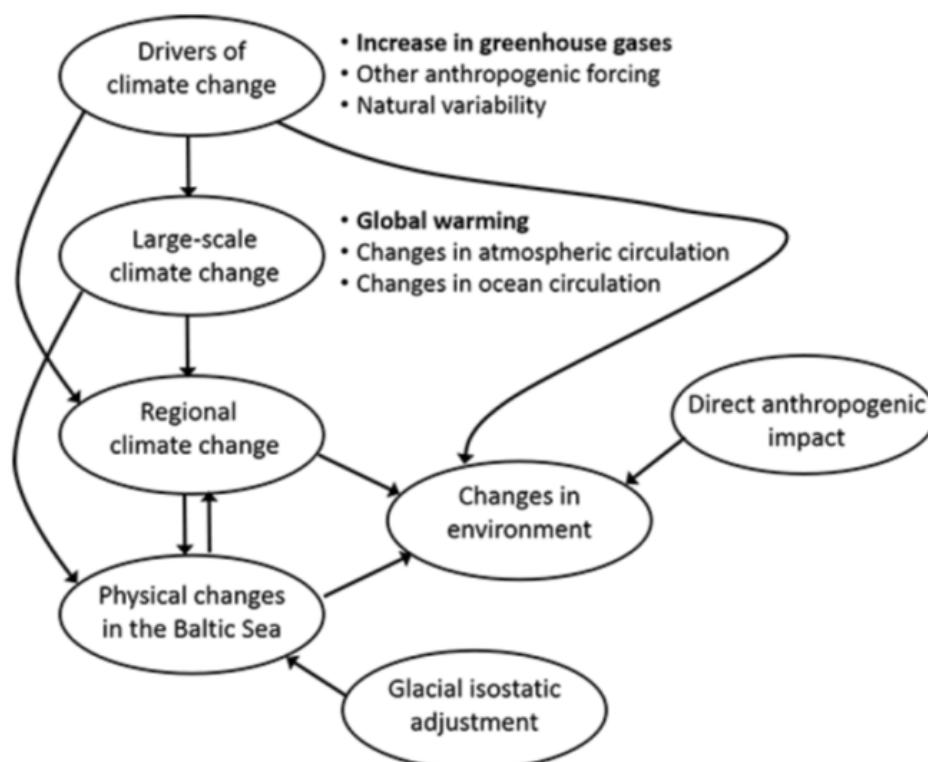 Drivers of
climate change
• Increase in greenhouse gases
• Other anthropogenic forcing
• Natural variability
Large-scale
climate change
• Global warming
• Changes in atmospheric circulation
• Changes in ocean circulation
Regional
climate change
Direct anthropogenic
impact
Changes in
environment
Physical changes
in the Baltic Sea
Glacial isostatic
adjustment